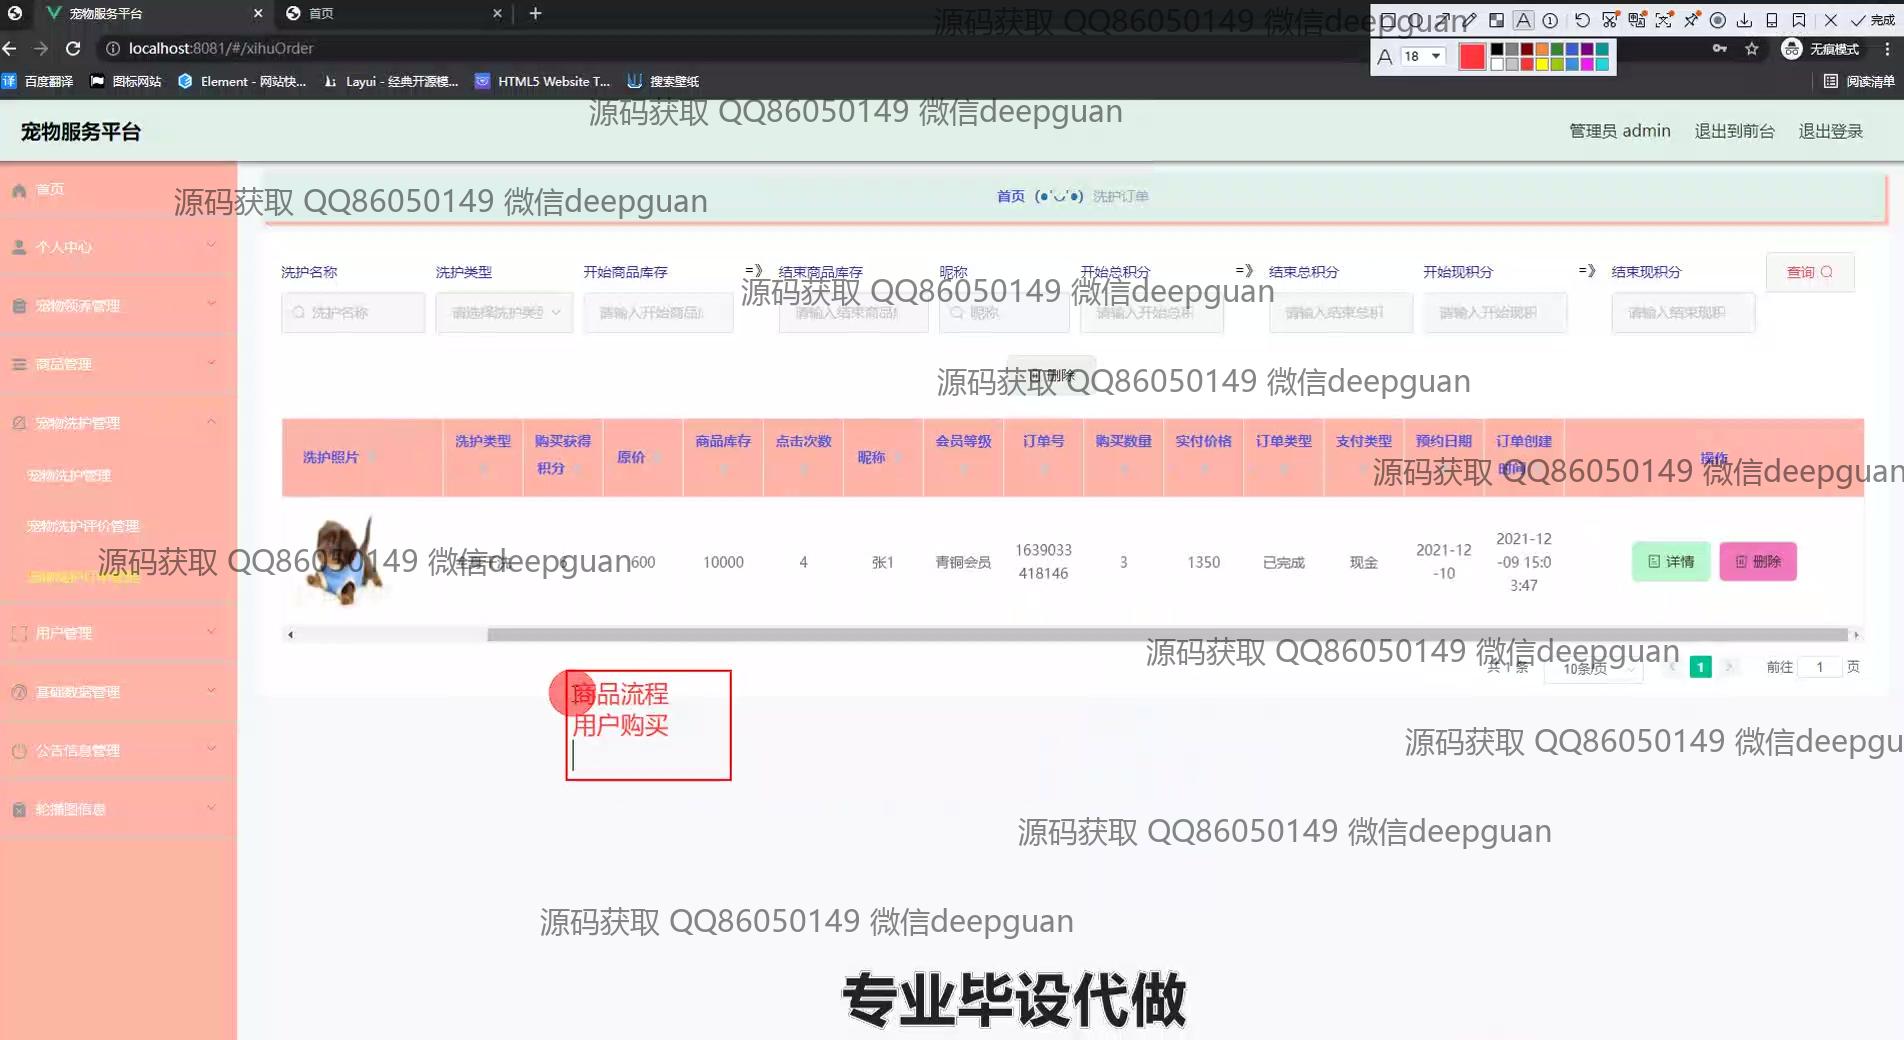 宠物服务平台
首页
源码获取 QQ86050149 微信deepguan
完成
localhost:8081/#/xihuOrder
18
无痕模式
百度翻译
图标网站
Element - 网站快...
Layui - 经典开源模...
HTML5 Website T...
搜索壁纸
阅读清单
源码获取 QQ86050149 微信deepguan
宠物服务平台
管理员 admin
退出到前台
退出登录
首页
源码获取 QQ86050149 微信deepguan
首页 (●'◡'●) 洗护订单
个人中心
宠物领养管理
商品管理
宠物洗护管理
宠物洗护管理
宠物洗护评价管理
用户管理
基础数据管理
公告信息管理
轮播图信息
洗护名称
洗护类型
开始商品库存
=》
结束商品库存
昵称
开始总积分
=》
结束总积分
开始现积分
=》
结束现积分
查询
源码获取 QQ86050149 微信deepguan
洗护名称
请选择洗护类型
请输入开始商品库
请输入结束商品库
昵称
请输入开始总积
请输入结束总积
请输入开始现积
请输入结束现积
删除
源码获取 QQ86050149 微信deepguan
洗护照片
洗护类型
购买获得积分
原价
商品库存
点击次数
昵称
会员等级
订单号
购买数量
实付价格
订单类型
支付类型
预约日期
订单创建时间
操作
源码获取 QQ86050149 微信deepguan
源码获取 QQ86050149 微信deepguan
600
10000
4
张1
青铜会员
1639033
418146
3
1350
已完成
现金
2021-12
-10
2021-12
-09 15:0
3:47
详情
删除
源码获取 QQ86050149 微信deepguan
共 1 条
10条/页
1
前往 1 页
商品流程
用户购买
源码获取 QQ86050149 微信deepgu
源码获取 QQ86050149 微信deepguan
源码获取 QQ86050149 微信deepguan
专业毕设代做